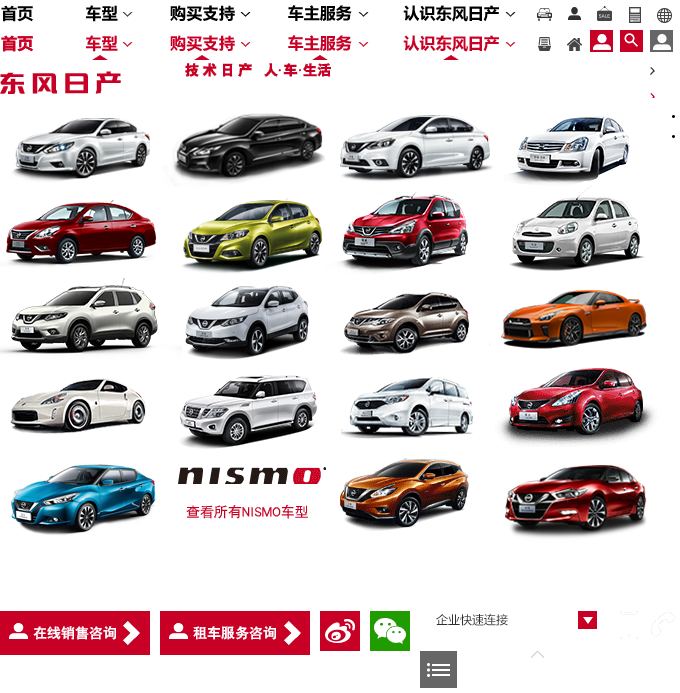 首页 车型 购买支持 车主服务 认识东风日产
SALE
首页 车型 购买支持 车主服务 认识东风日产
东风日产 技术日产 人·车·生活
nismo
查看所有NISMO车型
在线销售咨询 租车服务咨询 企业快速连接